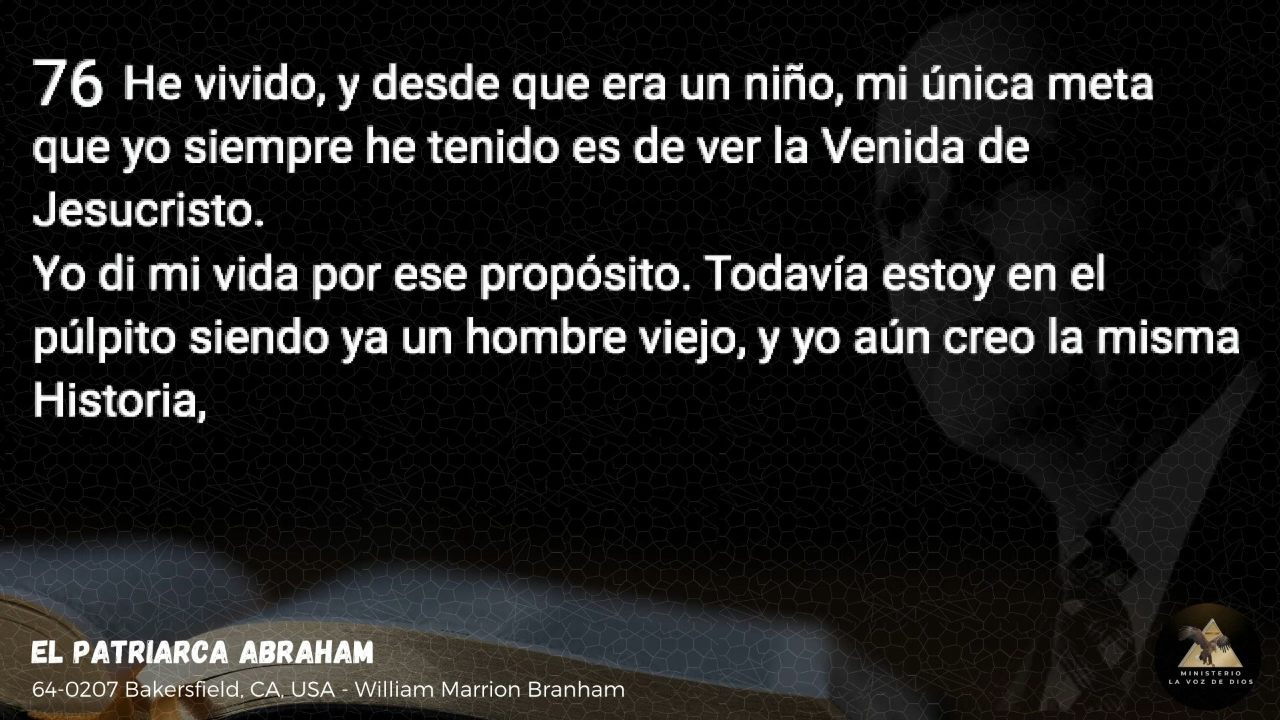 76 He vivido, y desde que era un niño, mi única meta
que yo siempre he tenido es de ver la Venida de
Jesucristo.
Yo di mi vida por ese propósito. Todavía estoy en el
púlpito siendo ya un hombre viejo, y yo aún creo la misma
Historia,
EL PATRIARCA ABRAHAM
64-0207 Bakersfield, CA, USA - William Marrion Branham
MINISTERIO
LA VOZ DE DIOS